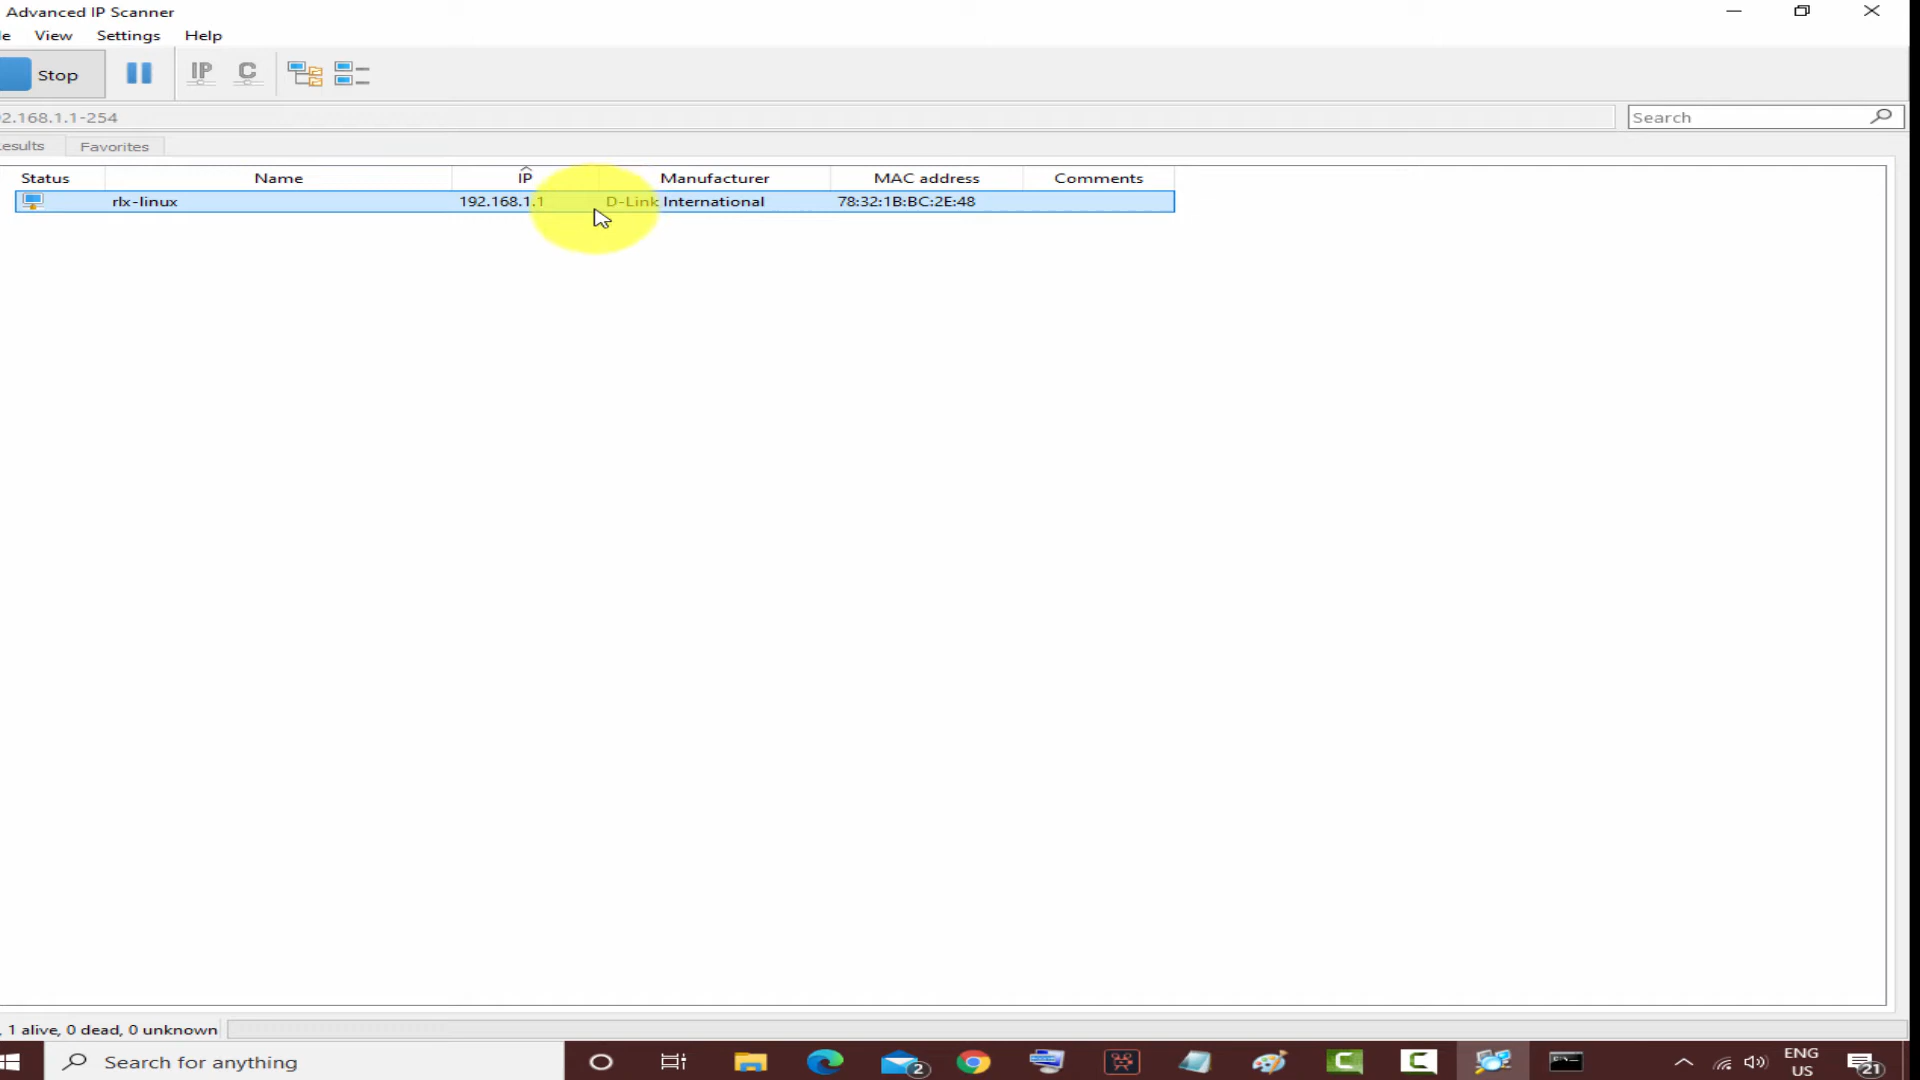 Advanced IP Scanner
le View Settings Help
Stop IP C
2.168.1.1-254 Search
esults Favorites
Status Name IP Manufacturer MAC address Comments
rlx-linux 192.168.1.1 D-Link International 78:32:1B:BC:2E:48
, 1 alive, 0 dead, 0 unknown
Search for anything 2 C C ENG US 21